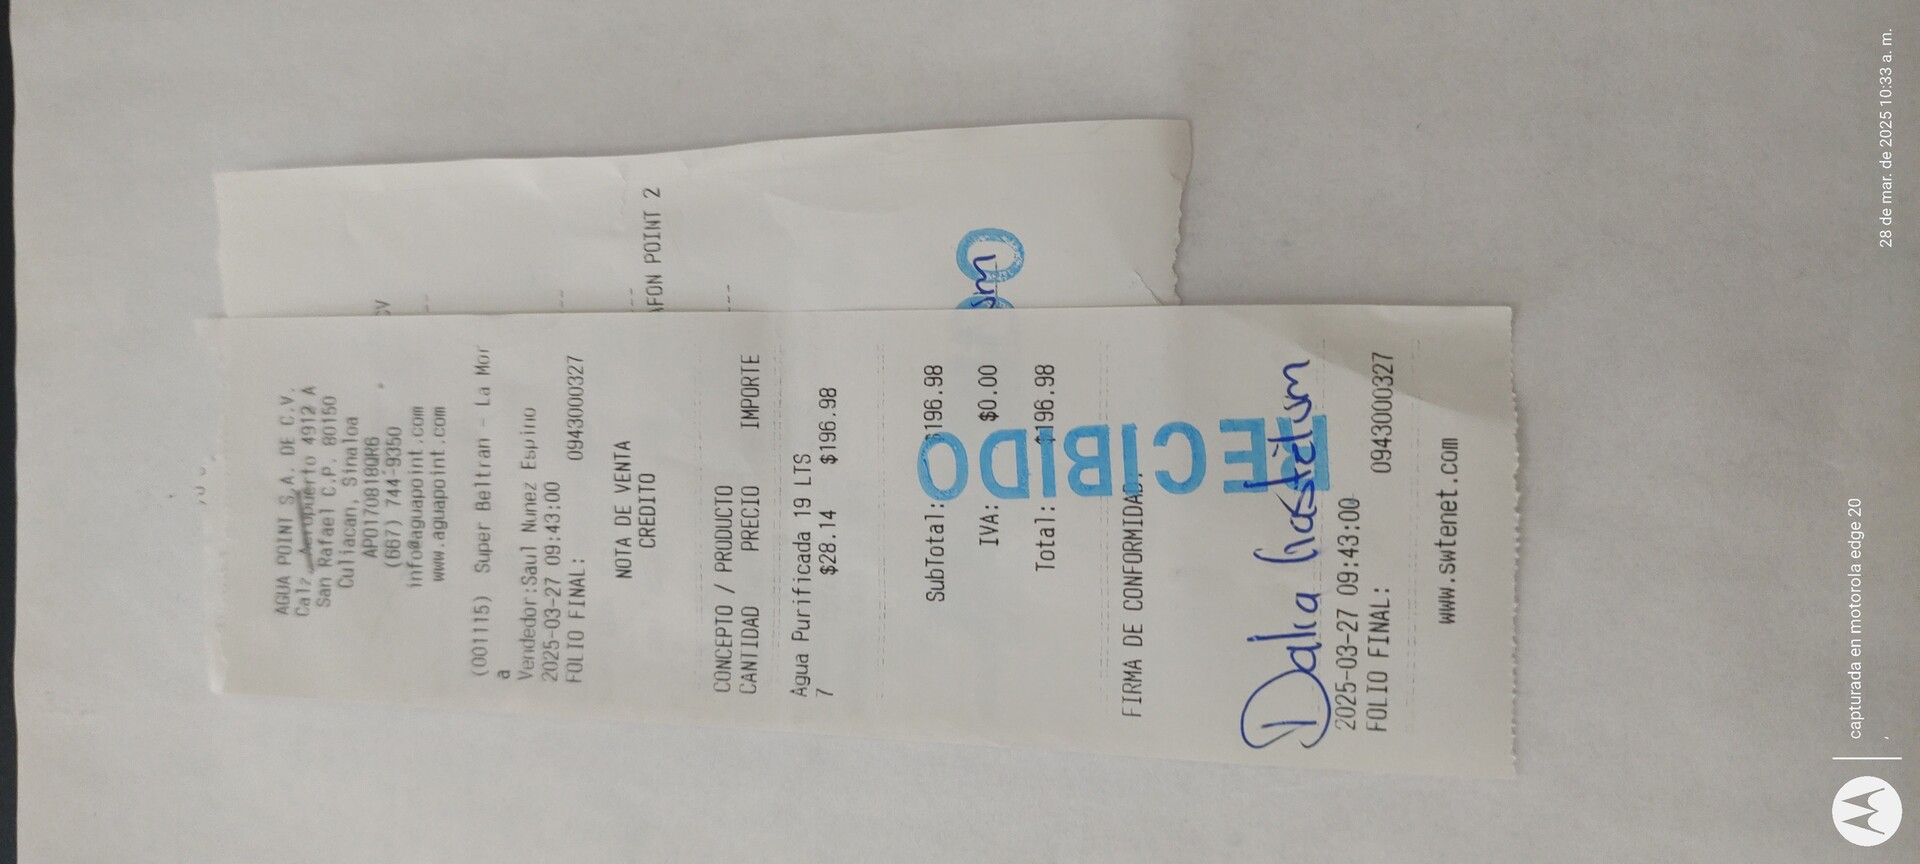 AGUA POINT S.A. DE C.V.
Calz Aeropuerto 4912 A
San Rafael C.P. 80150
Culiacan, Sinaloa
APO170818QR6
(667) 744-9350
info@aguapoint.com
www.aguapoint.com
(001115) Super Beltran - La Mor
a
Vendedor:Saul Nunez Espino
2025-03-27 09:43:00
FOLIO FINAL: 0943000327
NOTA DE VENTA
CREDITO
CONCEPTO / PRODUCTO
CANTIDAD PRECIO IMPORTE
Agua Purificada 19 LTS
7 $28.14 $196.98
SubTotal: $196.98
IVA: $0.00
Total: $196.98
RECIBIDO
FIRMA DE CONFORMIDAD.
Dalia
2025-03-27 09:43:00
FOLIO FINAL: 0943000327
www.swtenet.com
AFON POINT 2
capturada en motorola edge 20
28 de mar. de 2025 10:33 a. m.